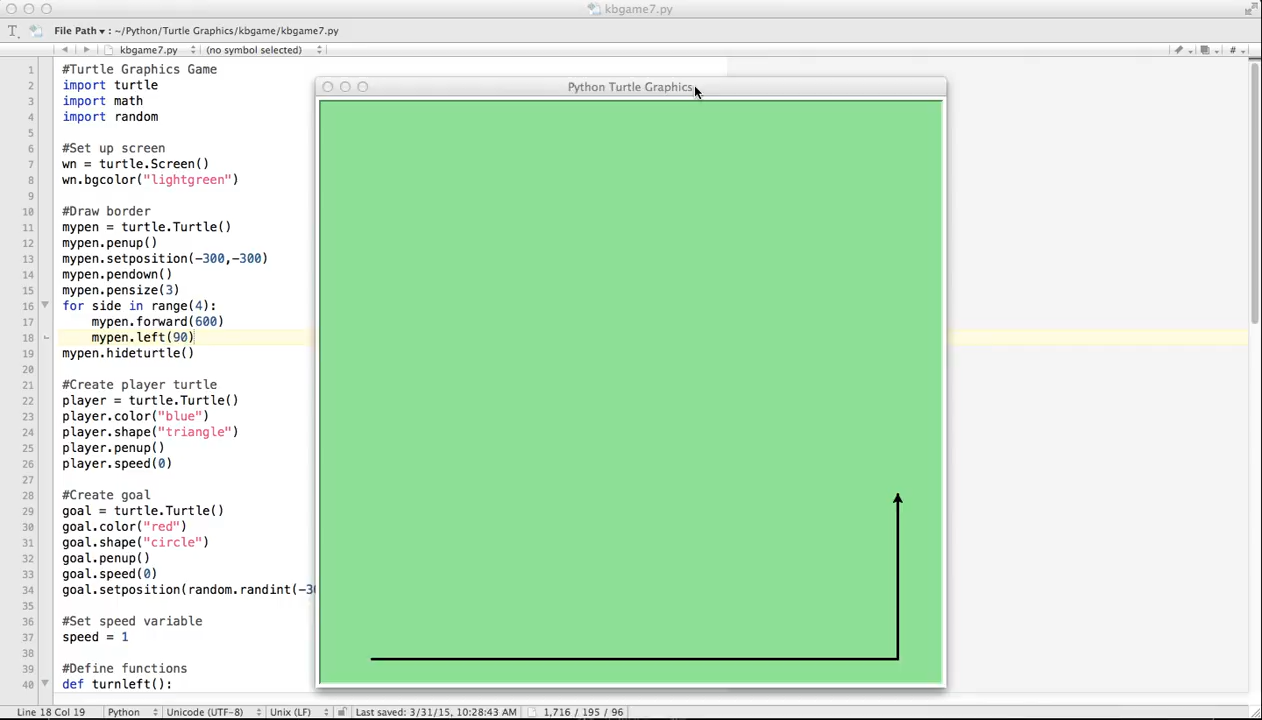 kbgame7.py
File Path ▾ : ~/Python/Turtle Graphics/kbgame/kbgame7.py
kbgame7.py (no symbol selected) #
1 #Turtle Graphics Game
2 import turtle
3 import math
4 import random
5
6 #Set up screen
7 wn = turtle.Screen()
8 wn.bgcolor("lightgreen")
9
10 #Draw border
11 mypen = turtle.Turtle()
12 mypen.penup()
13 mypen.setposition(-300,-300)
14 mypen.pendown()
15 mypen.pensize(3)
16 for side in range(4):
17 mypen.forward(600)
18 mypen.left(90)
19 mypen.hideturtle()
20
21 #Create player turtle
22 player = turtle.Turtle()
23 player.color("blue")
24 player.shape("triangle")
25 player.penup()
26 player.speed(0)
27
28 #Create goal
29 goal = turtle.Turtle()
30 goal.color("red")
31 goal.shape("circle")
32 goal.penup()
33 goal.speed(0)
34 goal.setposition(random.randint(-30
35
36 #Set speed variable
37 speed = 1
38
39 #Define functions
40 def turnleft():
Python Turtle Graphics
Line 18 Col 19 Python Unicode (UTF-8) Unix (LF) Last saved: 3/31/15, 10:28:43 AM 1,716 / 195 / 96